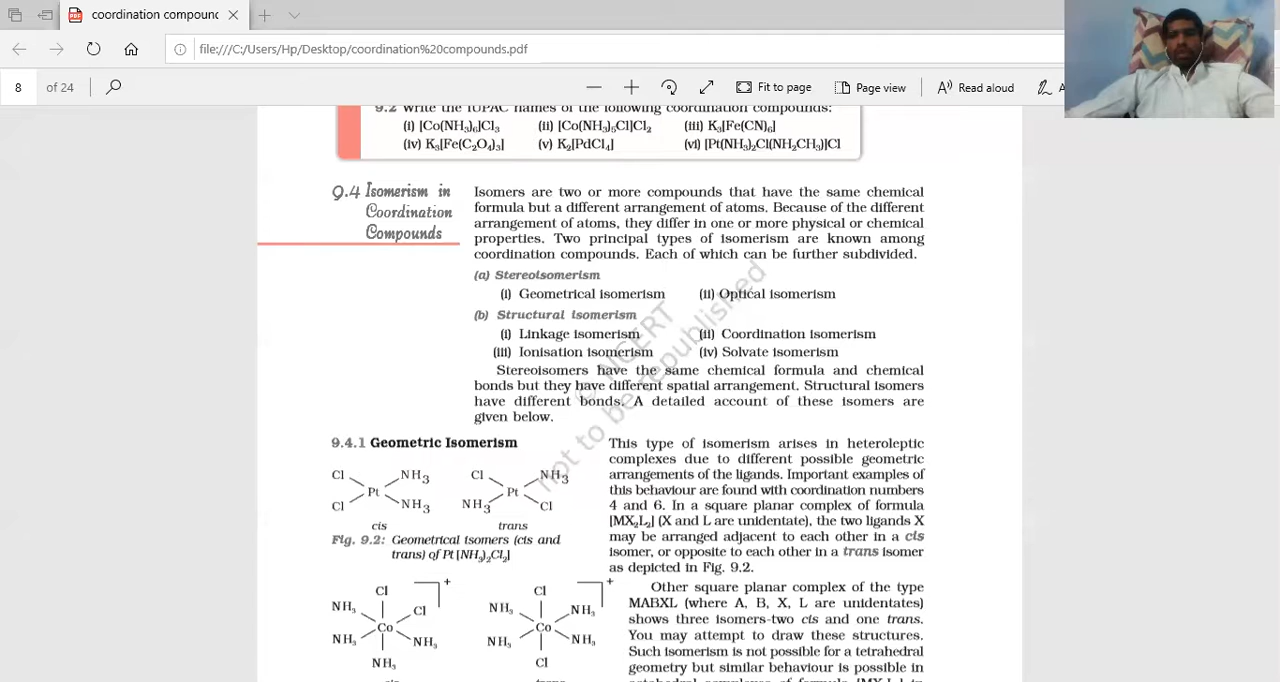 coordination compound
file:///C:/Users/Hp/Desktop/coordination%20compounds.pdf
8 of 24
Fit to page
Page view
Read aloud
9.2 Write the IUPAC names of the following coordination compounds:
(i) [Co(NH₃)₆]Cl₃ (ii) [Co(NH₃)₅Cl]Cl₂ (iii) K₃[Fe(CN)₆]
(iv) K₃[Fe(C₂O₄)₃] (v) K₂[PdCl₄] (vi) [Pt(NH₃)₂Cl(NH₂CH₃)]Cl
9.4 Isomerism in
Coordination
Compounds
Isomers are two or more compounds that have the same chemical
formula but a different arrangement of atoms. Because of the different
arrangement of atoms, they differ in one or more physical or chemical
properties. Two principal types of isomerism are known among
coordination compounds. Each of which can be further subdivided.
(a) Stereoisomerism
(i) Geometrical isomerism (ii) Optical isomerism
(b) Structural isomerism
(i) Linkage isomerism (ii) Coordination isomerism
(iii) Ionisation isomerism (iv) Solvate isomerism
Stereoisomers have the same chemical formula and chemical
bonds but they have different spatial arrangement. Structural isomers
have different bonds. A detailed account of these isomers are
given below.
© NCERT
not to be republished
9.4.1 Geometric Isomerism
Cl NH₃ Cl NH₃
Pt Pt
Cl NH₃ NH₃ Cl
cis trans
Fig. 9.2: Geometrical isomers (cis and
trans) of Pt [NH₃)₂Cl₂]
Cl + Cl +
NH₃ Cl NH₃ NH₃
Co Co
NH₃ NH₃ NH₃ NH₃
NH₃ Cl
This type of isomerism arises in heteroleptic
complexes due to different possible geometric
arrangements of the ligands. Important examples of
this behaviour are found with coordination numbers
4 and 6. In a square planar complex of formula
[MX₂L₂] (X and L are unidentate), the two ligands X
may be arranged adjacent to each other in a cis
isomer, or opposite to each other in a trans isomer
as depicted in Fig. 9.2.
Other square planar complex of the type
MABXL (where A, B, X, L are unidentates)
shows three isomers-two cis and one trans.
You may attempt to draw these structures.
Such isomerism is not possible for a tetrahedral
geometry but similar behaviour is possible in
octahedral complexes of formula [MX₂L₄] in